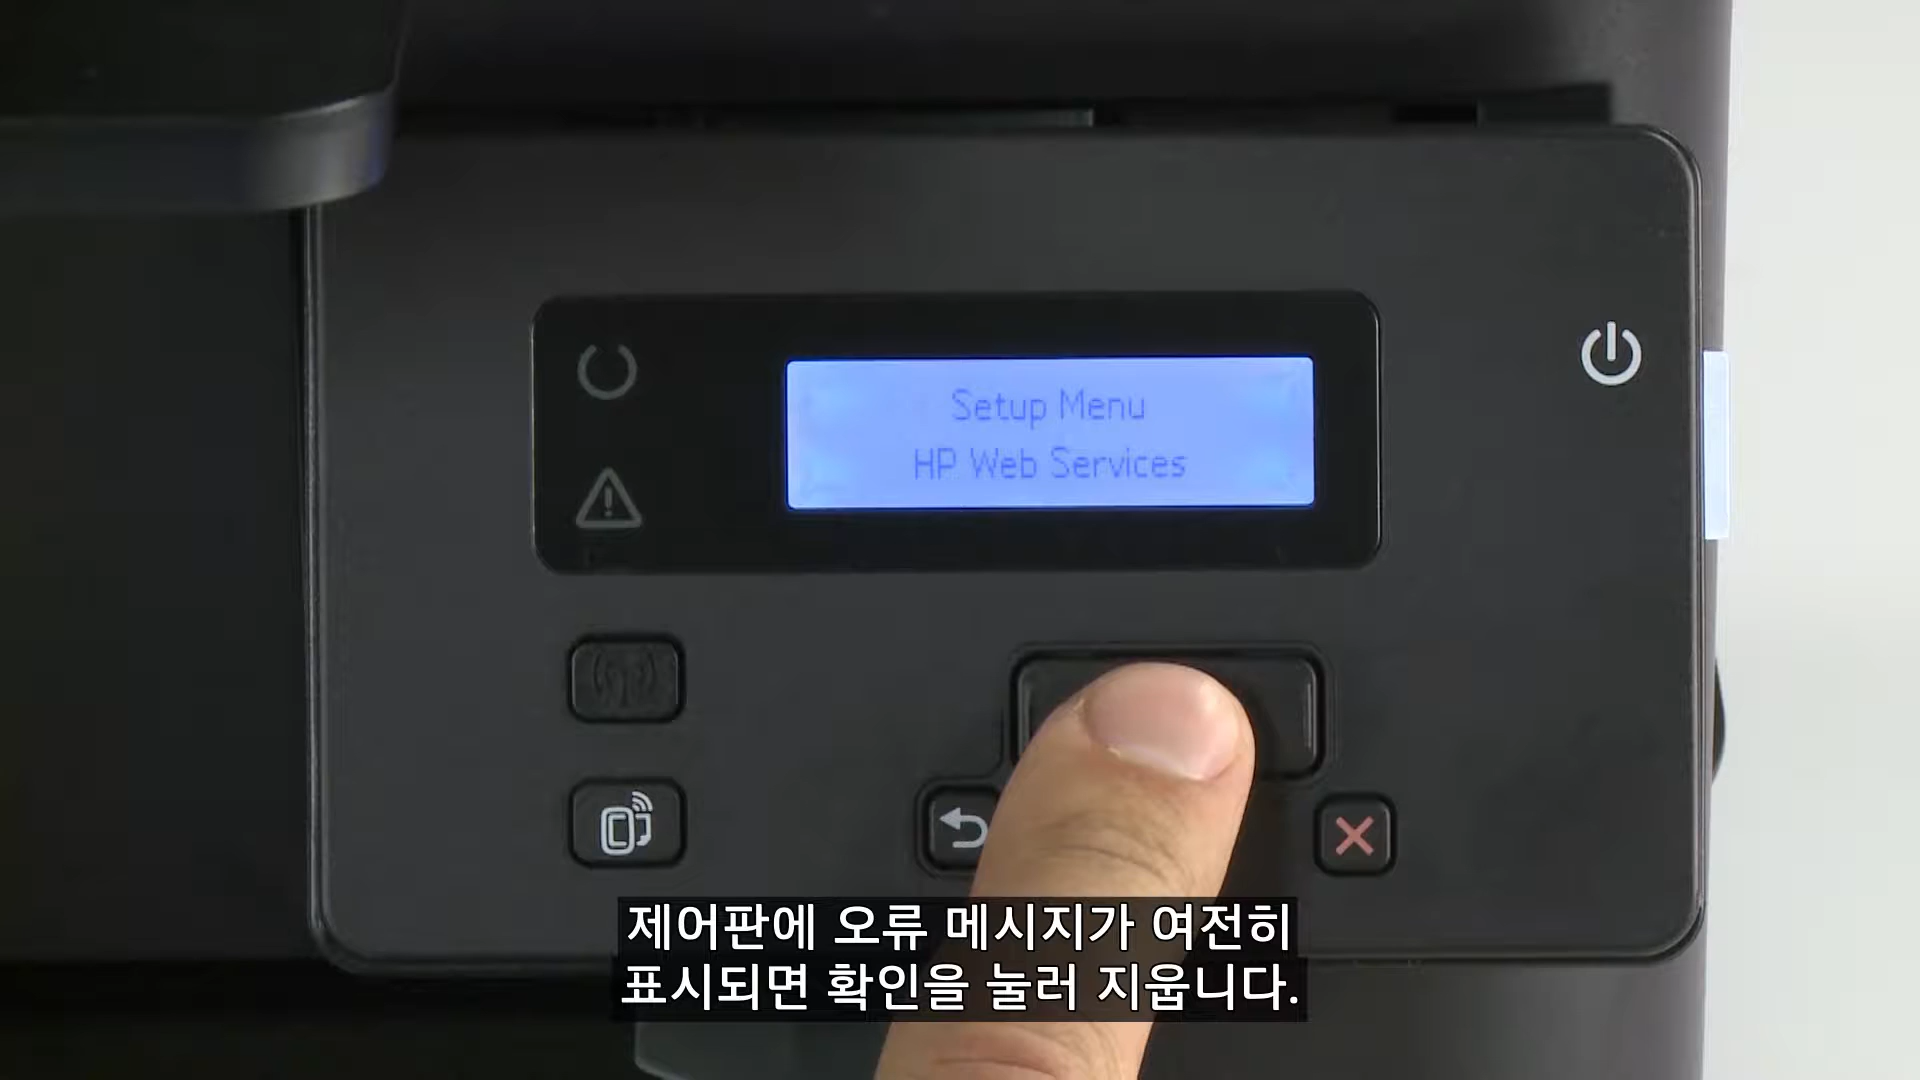 Setup Menu
HP Web Services
제어판에 오류 메시지가 여전히
표시되면 확인을 눌러 지웁니다.